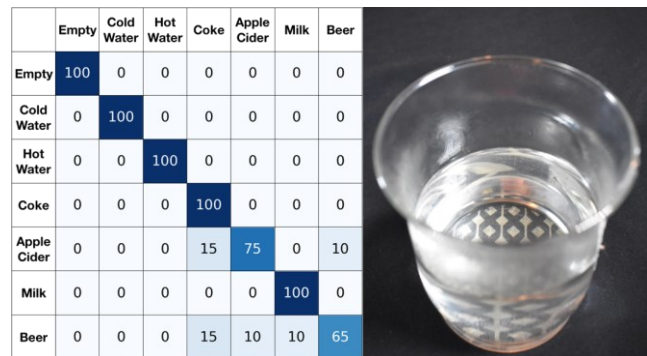 Empty Cold Water Hot Water Coke Apple Cider Milk Beer
Empty 100 0 0 0 0 0 0
Cold Water 0 100 0 0 0 0 0
Hot Water 0 0 100 0 0 0 0
Coke 0 0 0 100 0 0 0
Apple Cider 0 0 0 15 75 0 10
Milk 0 0 0 0 0 100 0
Beer 0 0 0 15 10 10 65